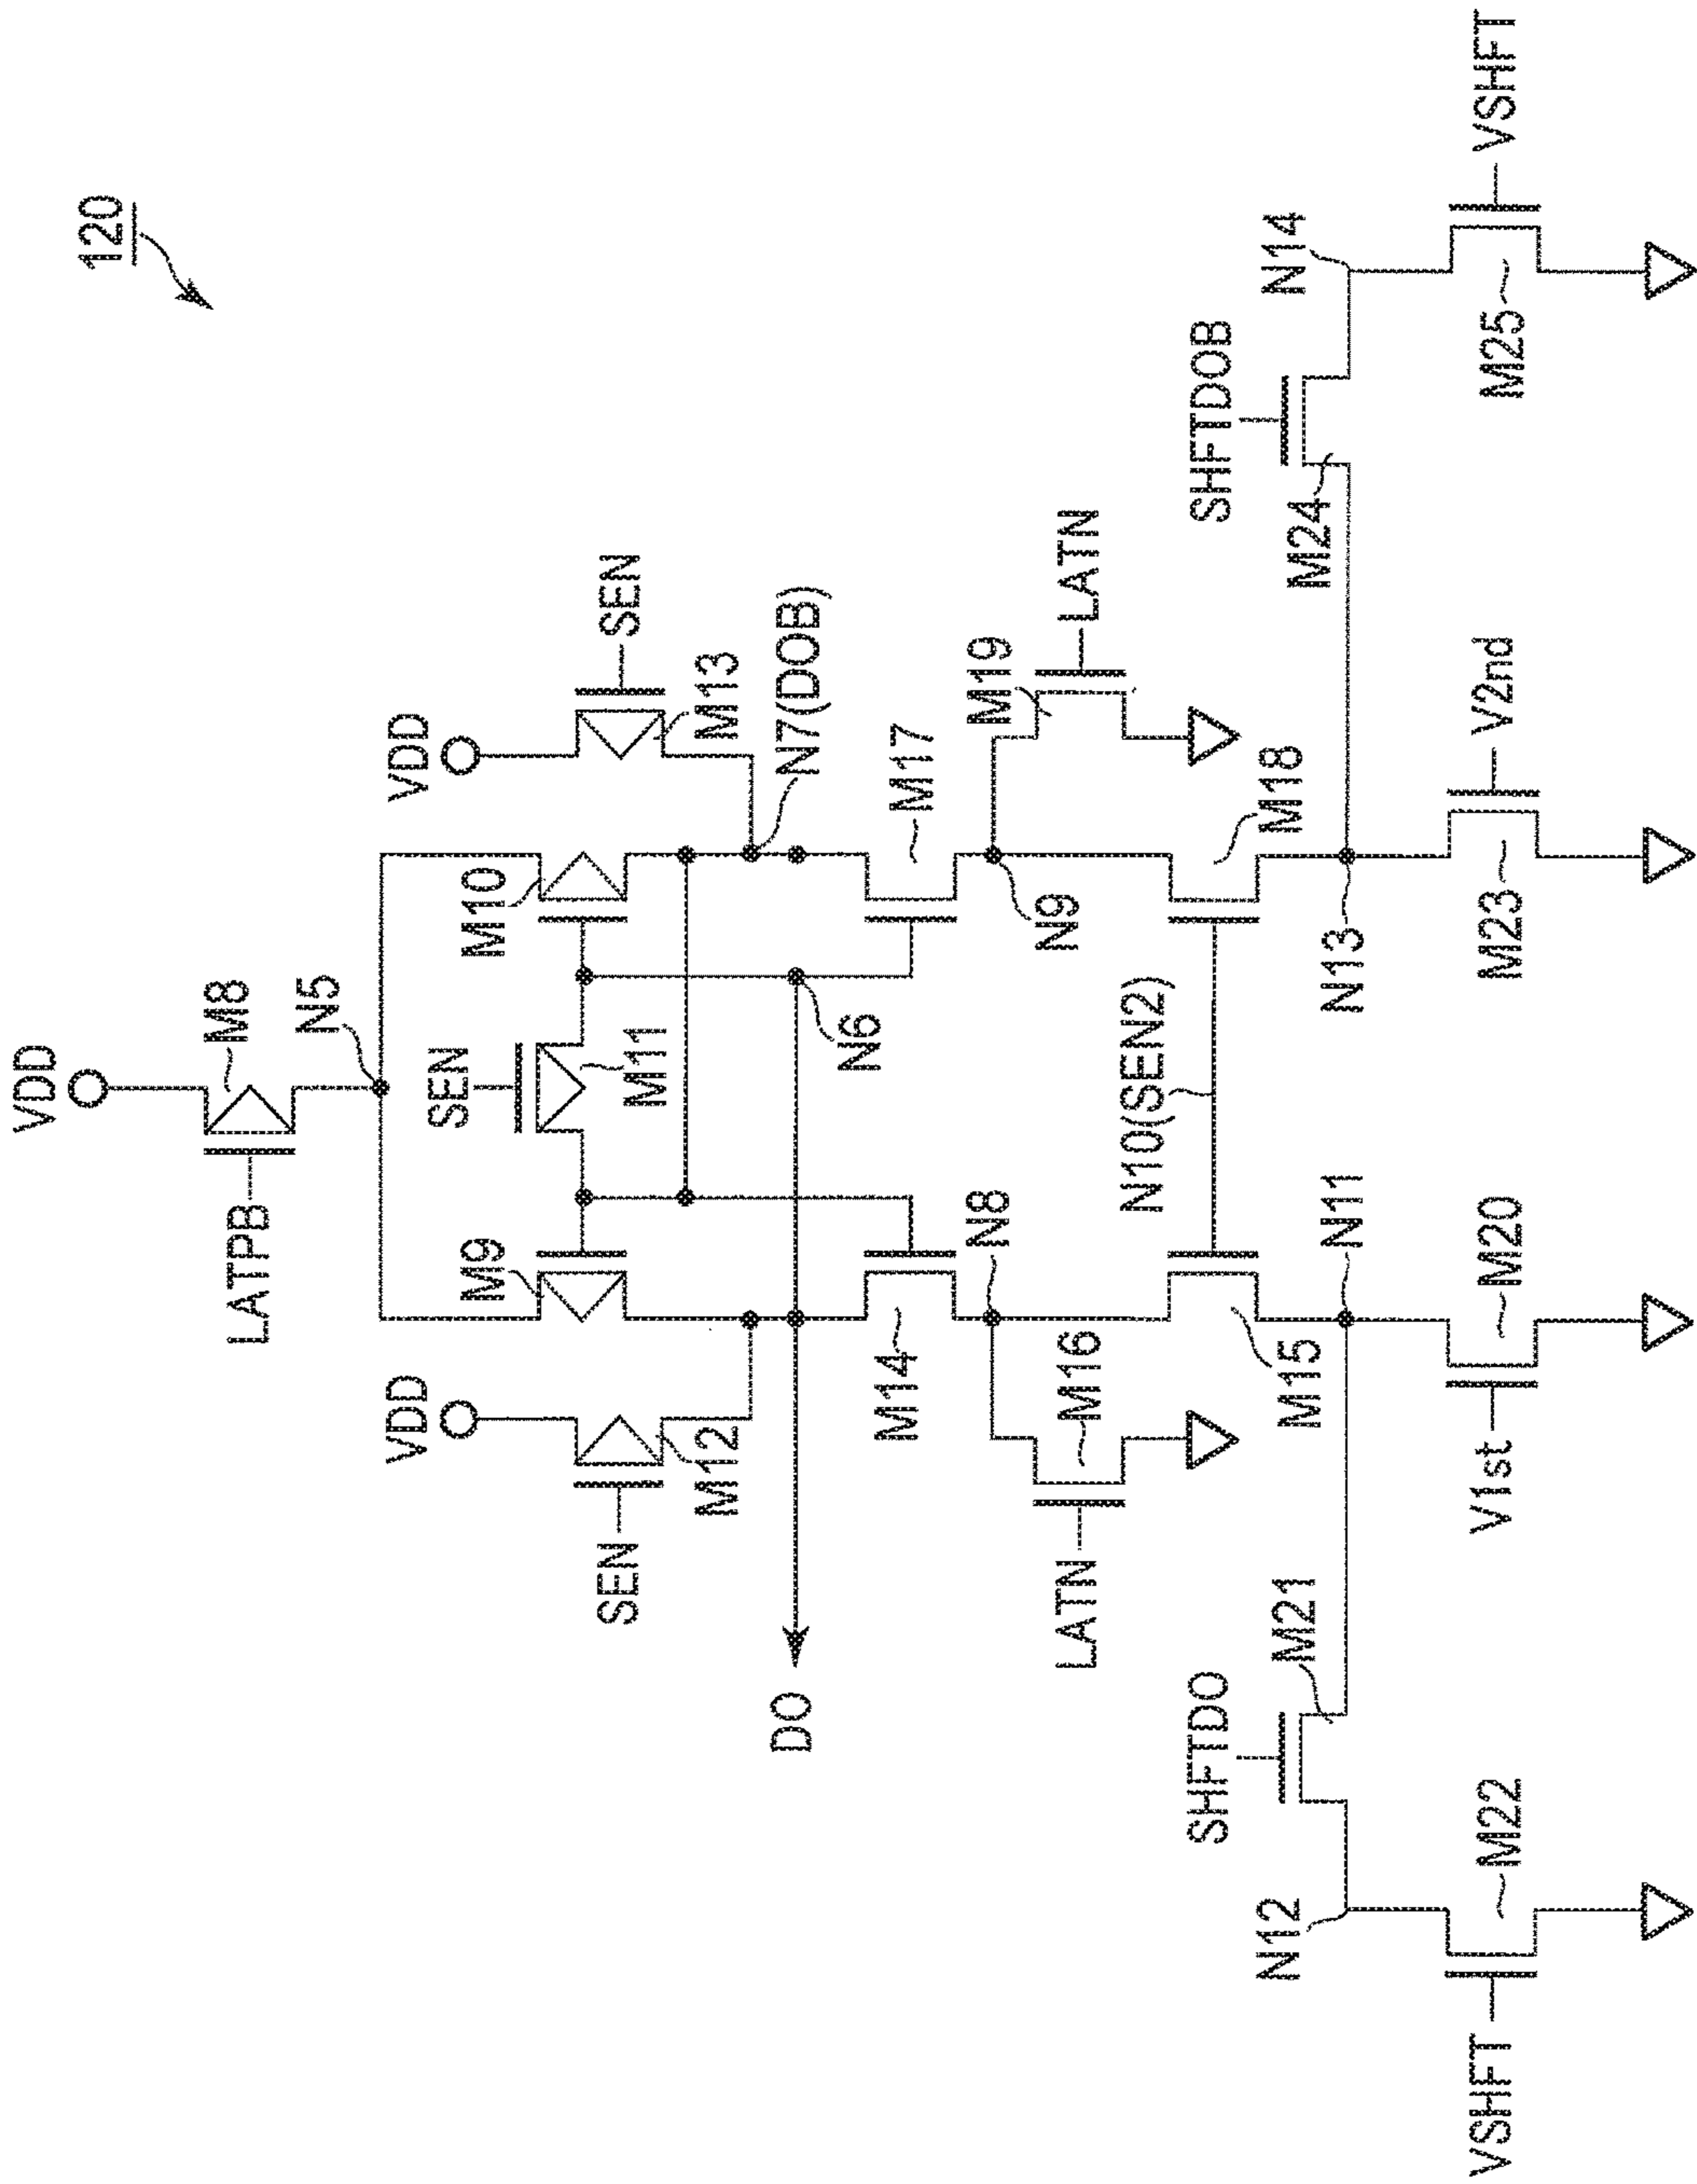 120
VDD
M8
LATPB
N5
VDD
VDD
SEN
M9
M10
SEN
M11
M12
M13
SEN
N7(DOB)
DO
N6
M14
M17
N8
N9
M16
M19
LATN
LATN
N10(SEN2)
M15
M18
SHFTDO
SHFTDOB
M21
M24
N12
N11
N13
N14
M22
M20
M23
M25
VSHFT
V1st
V2nd
VSHFT